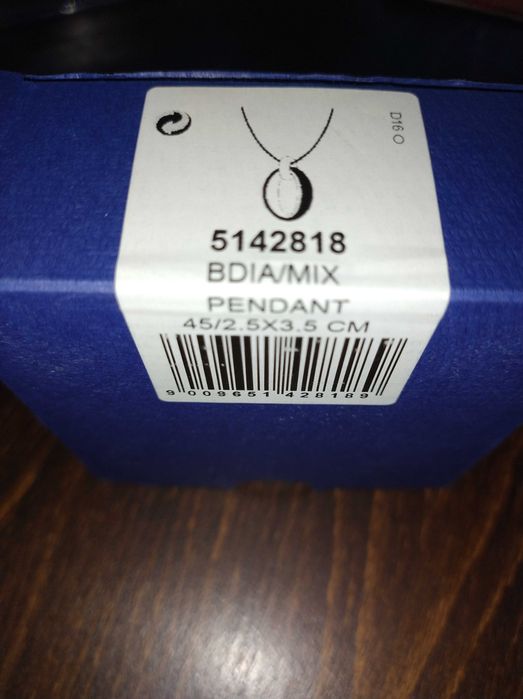 D16 O
5142818
BDIA/MIX
PENDANT
45/2.5X3.5 CM
9 009651 428189